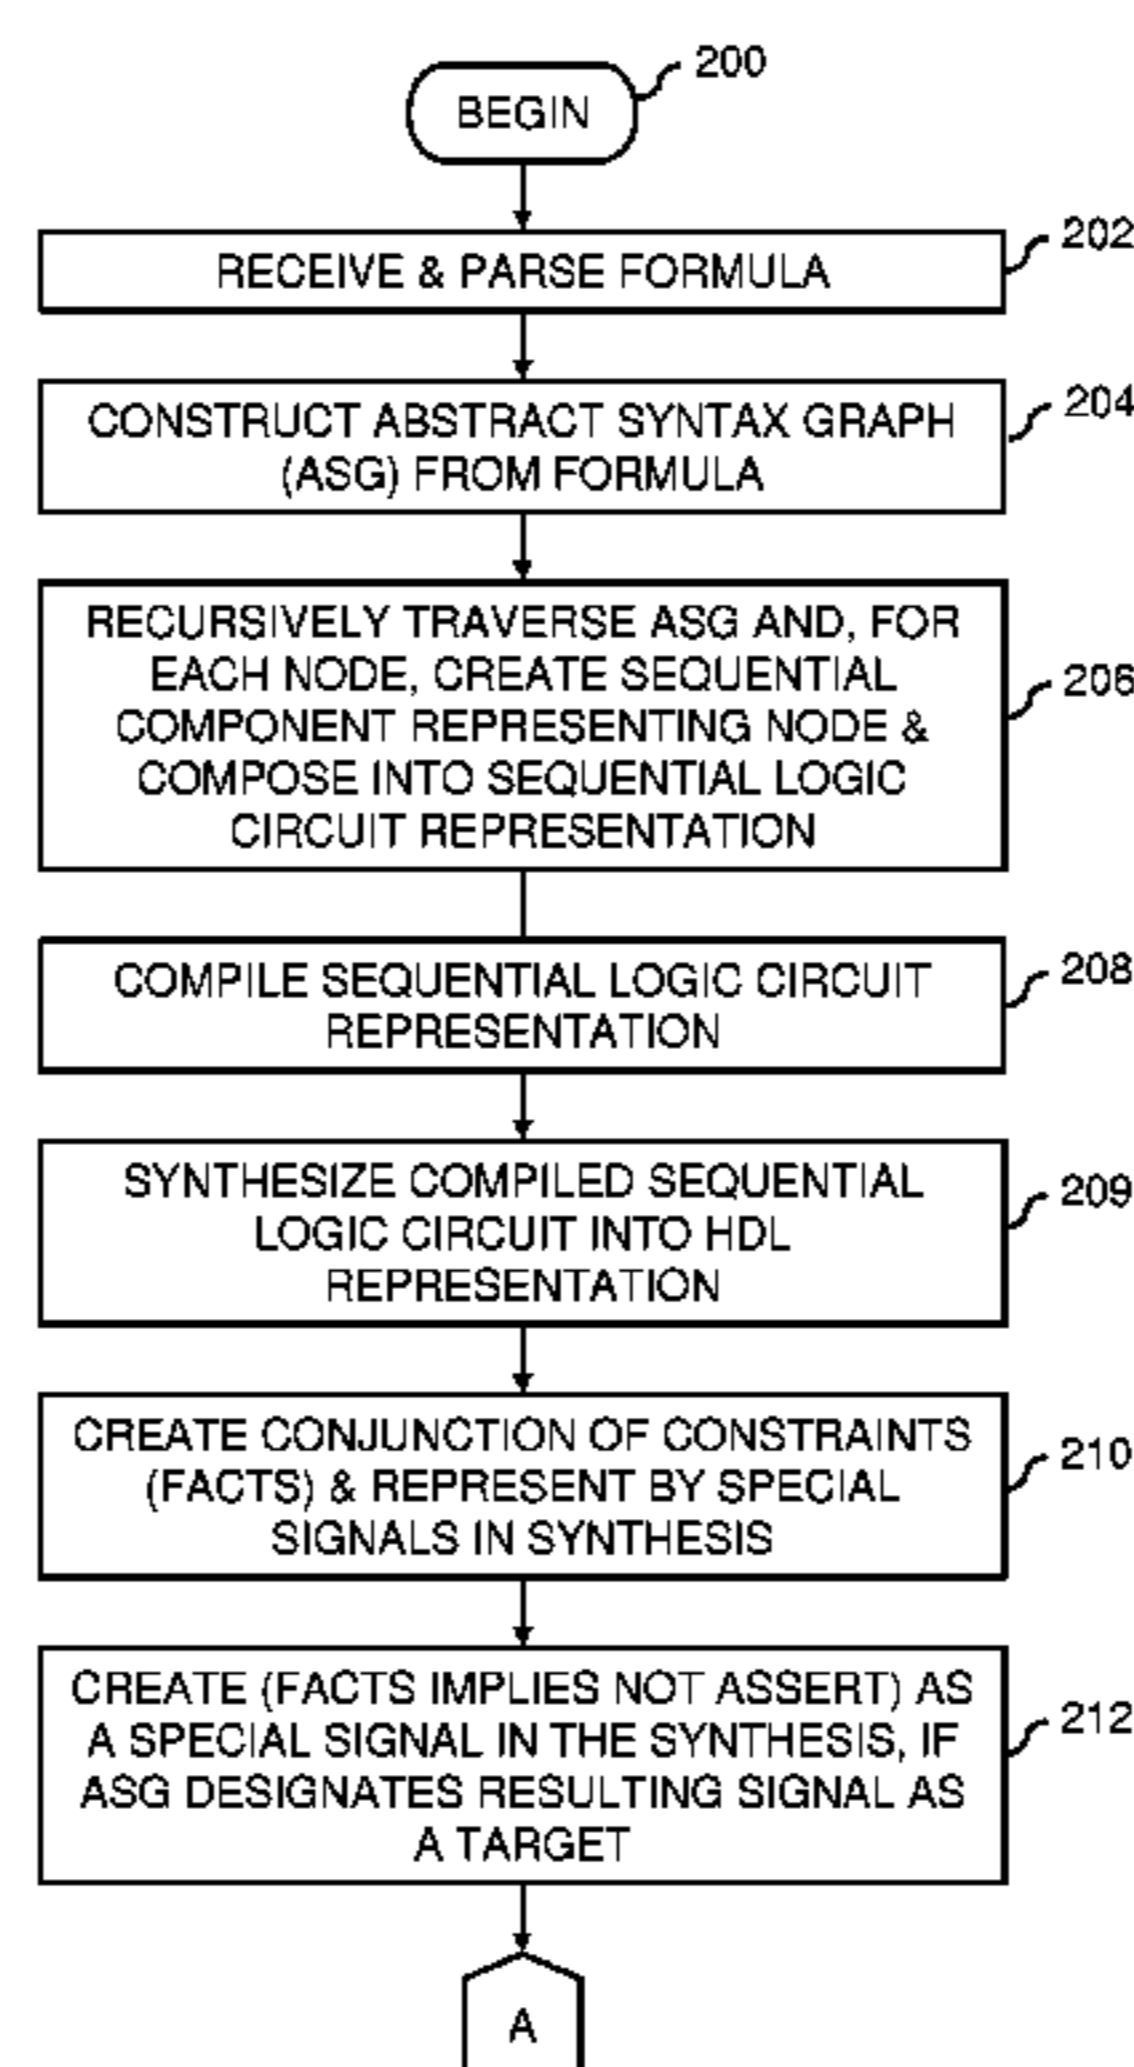 200
BEGIN
202
RECEIVE & PARSE FORMULA
204
CONSTRUCT ABSTRACT SYNTAX GRAPH
(ASG) FROM FORMULA
206
RECURSIVELY TRAVERSE ASG AND, FOR
EACH NODE, CREATE SEQUENTIAL
COMPONENT REPRESENTING NODE &
COMPOSE INTO SEQUENTIAL LOGIC
CIRCUIT REPRESENTATION
208
COMPILE SEQUENTIAL LOGIC CIRCUIT
REPRESENTATION
209
SYNTHESIZE COMPILED SEQUENTIAL
LOGIC CIRCUIT INTO HDL
REPRESENTATION
210
CREATE CONJUNCTION OF CONSTRAINTS
(FACTS) & REPRESENT BY SPECIAL
SIGNALS IN SYNTHESIS
212
CREATE (FACTS IMPLIES NOT ASSERT) AS
A SPECIAL SIGNAL IN THE SYNTHESIS, IF
ASG DESIGNATES RESULTING SIGNAL AS
A TARGET
A